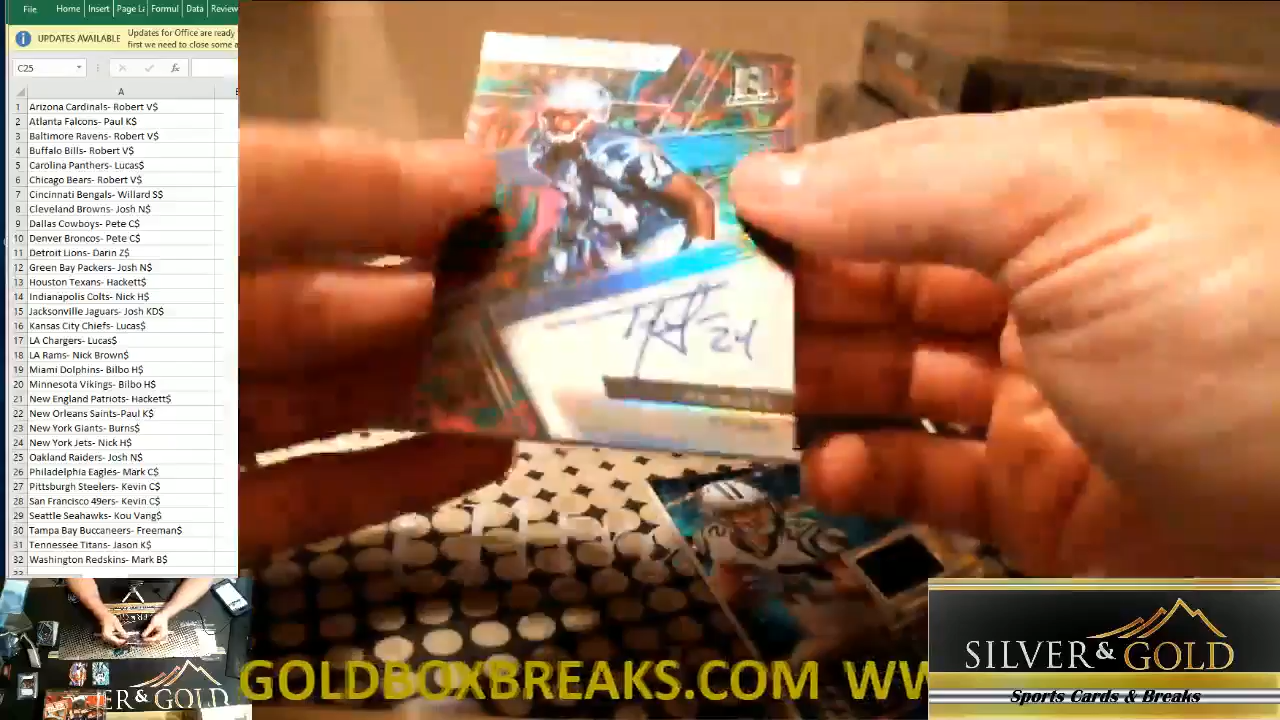 File Home Insert Page La Formul Data Review
UPDATES AVAILABLE Updates for Office are ready
first we need to close some a
C25 fx
A
1 Arizona Cardinals- Robert V$
2 Atlanta Falcons- Paul K$
3 Baltimore Ravens- Robert V$
4 Buffalo Bills- Robert V$
5 Carolina Panthers- Lucas$
6 Chicago Bears- Robert V$
7 Cincinnati Bengals- Willard S$
8 Cleveland Browns- Josh N$
9 Dallas Cowboys- Pete C$
10 Denver Broncos- Pete C$
11 Detroit Lions- Darin Z$
12 Green Bay Packers- Josh N$
13 Houston Texans- Hackett$
14 Indianapolis Colts- Nick H$
15 Jacksonville Jaguars- Josh KD$
16 Kansas City Chiefs- Lucas$
17 LA Chargers- Lucas$
18 LA Rams- Nick Brown$
19 Miami Dolphins- Bilbo H$
20 Minnesota Vikings- Bilbo H$
21 New England Patriots- Hackett$
22 New Orleans Saints-Paul K$
23 New York Giants- Burns$
24 New York Jets- Nick H$
25 Oakland Raiders- Josh N$
26 Philadelphia Eagles- Mark C$
27 Pittsburgh Steelers- Kevin C$
28 San Francisco 49ers- Kevin C$
29 Seattle Seahawks- Kou Vang$
30 Tampa Bay Buccaneers- Freeman$
31 Tennessee Titans- Jason K$
32 Washington Redskins- Mark B$
24
SILVER & GOLD
Sports Cards & Breaks
GOLDBOXBREAKS.COM WW